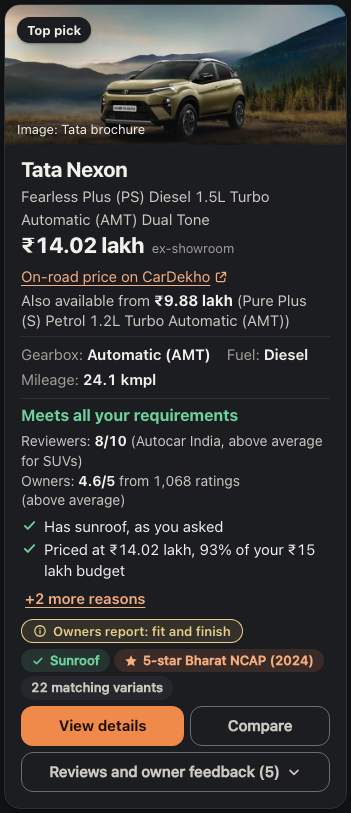 Top pick
Image: Tata brochure
Tata Nexon
Fearless Plus (PS) Diesel 1.5L Turbo
Automatic (AMT) Dual Tone
₹14.02 lakh ex-showroom
On-road price on CarDekho
Also available from ₹9.88 lakh (Pure Plus
(S) Petrol 1.2L Turbo Automatic (AMT))
Gearbox: Automatic (AMT) Fuel: Diesel
Mileage: 24.1 kmpl
Meets all your requirements
Reviewers: 8/10 (Autocar India, above average
for SUVs)
Owners: 4.6/5 from 1,068 ratings
(above average)
Has sunroof, as you asked
Priced at ₹14.02 lakh, 93% of your ₹15
lakh budget
+2 more reasons
Owners report: fit and finish
Sunroof
5-star Bharat NCAP (2024)
22 matching variants
View details
Compare
Reviews and owner feedback (5)